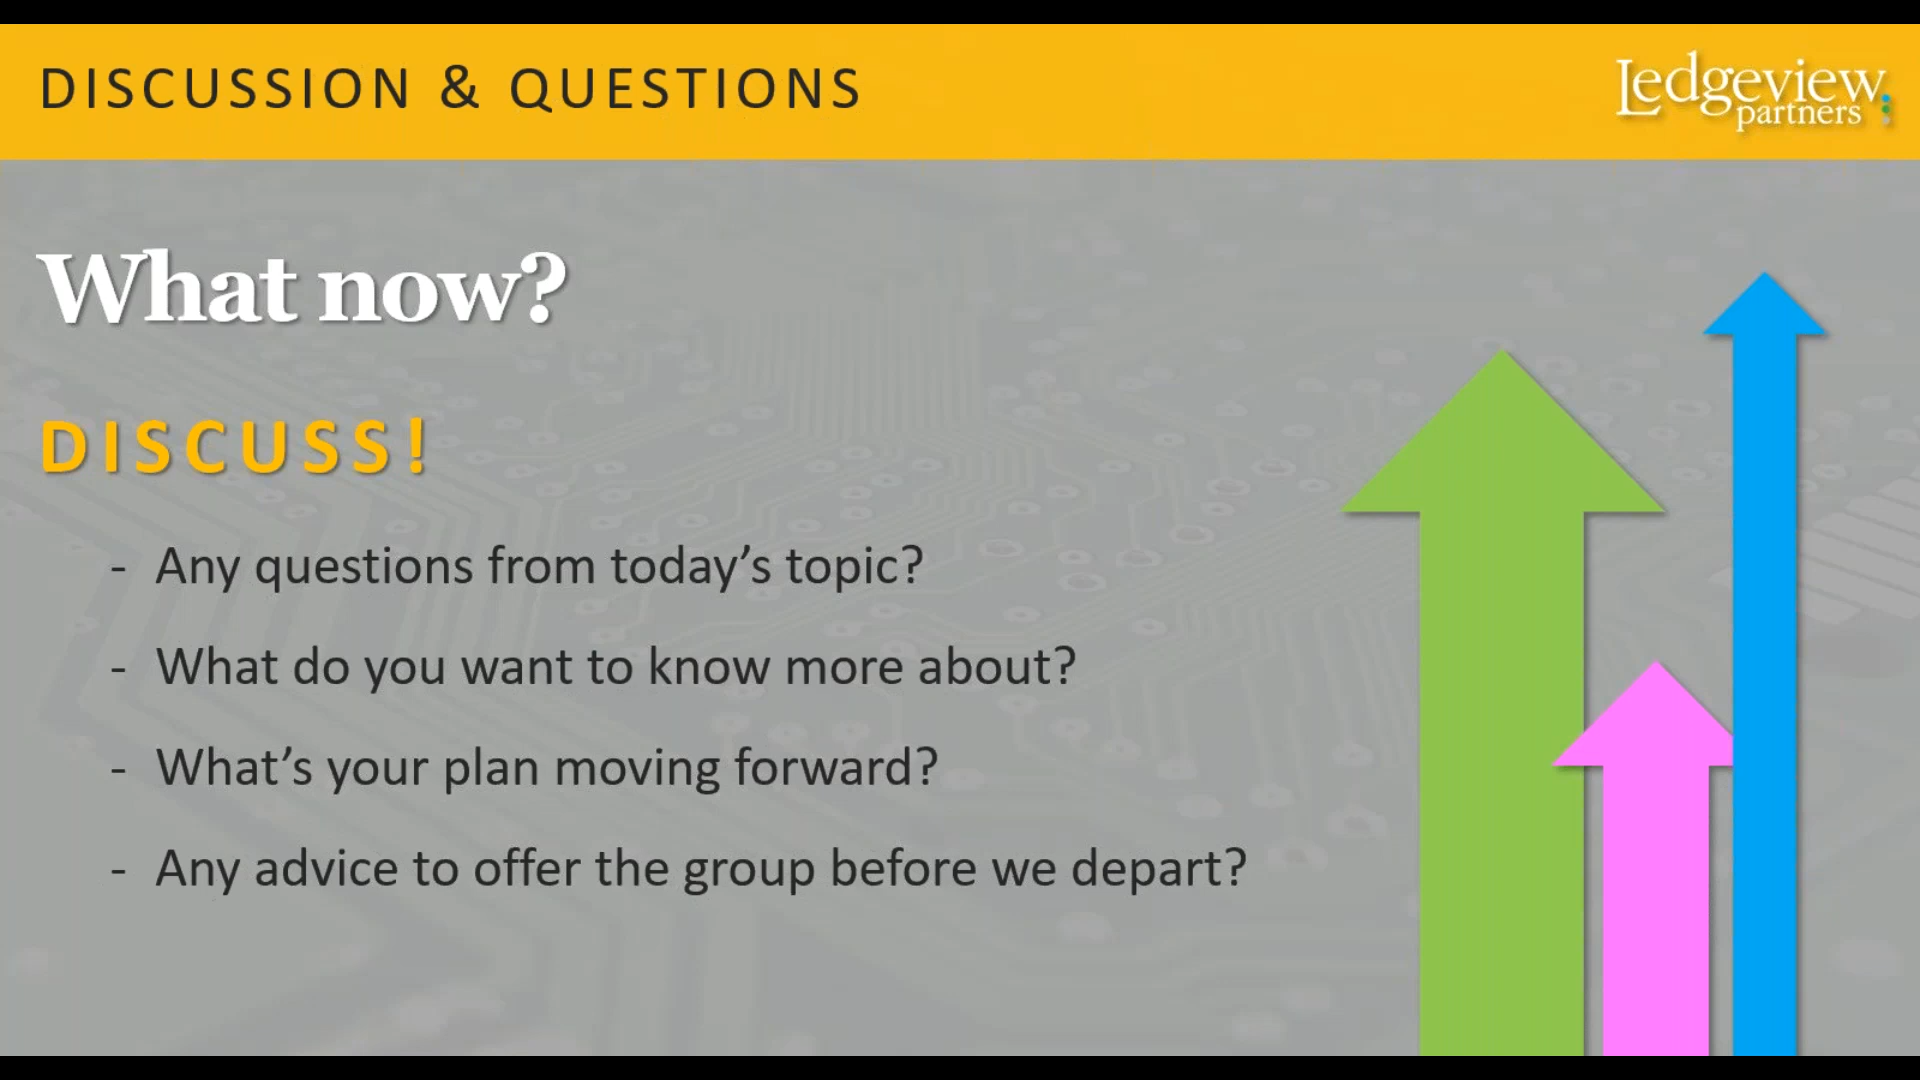 DISCUSSION & QUESTIONS
Ledgeview
partners
What now?
DISCUSS!
- Any questions from today’s topic?
- What do you want to know more about?
- What’s your plan moving forward?
- Any advice to offer the group before we depart?